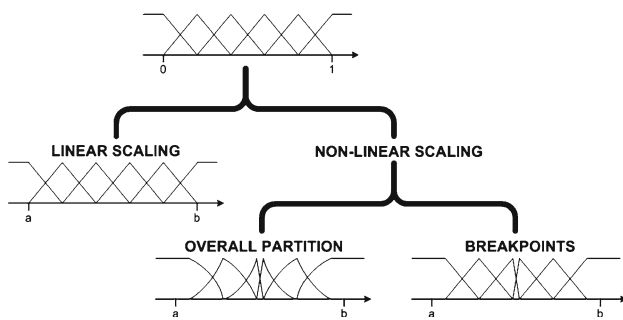 0 1
LINEAR SCALING
NON-LINEAR SCALING
a b
OVERALL PARTITION
BREAKPOINTS
a b
a b